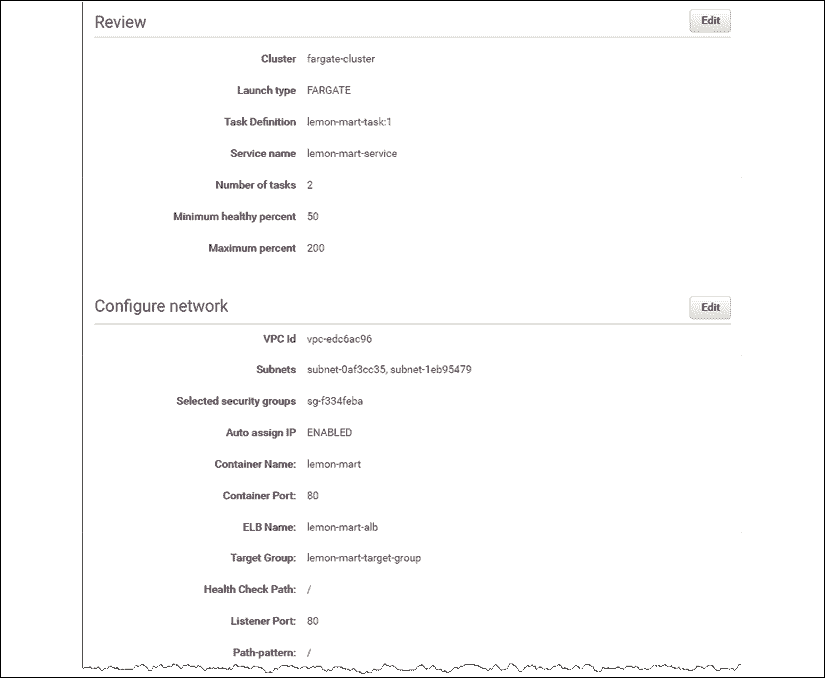 Review Edit
Cluster fargate-cluster
Launch type FARGATE
Task Definition lemon-mart-task:1
Service name lemon-mart-service
Number of tasks 2
Minimum healthy percent 50
Maximum percent 200
Configure network Edit
VPC Id vpc-edc6ac96
Subnets subnet-0af3cc35, subnet-1eb95479
Selected security groups sg-f334feba
Auto assign IP ENABLED
Container Name: lemon-mart
Container Port: 80
ELB Name: lemon-mart-alb
Target Group: lemon-mart-target-group
Health Check Path: /
Listener Port: 80
Path-pattern: /